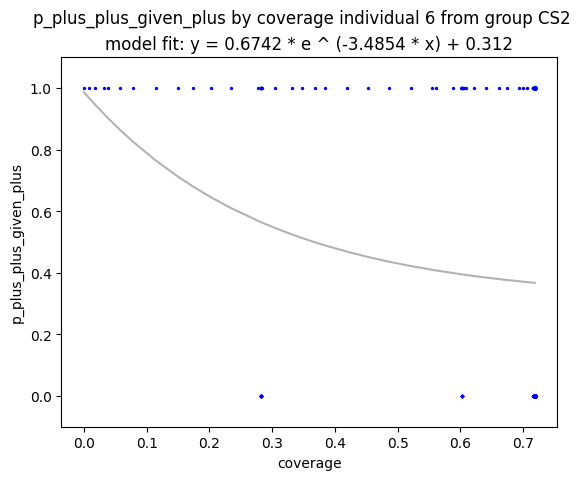 p_plus_plus_given_plus by coverage individual 6 from group CS2
model fit: y = 0.6742 * e ^ (-3.4854 * x) + 0.312
p_plus_plus_given_plus
1.0
0.8
0.6
0.4
0.2
0.0
0.0 0.1 0.2 0.3 0.4 0.5 0.6 0.7
coverage